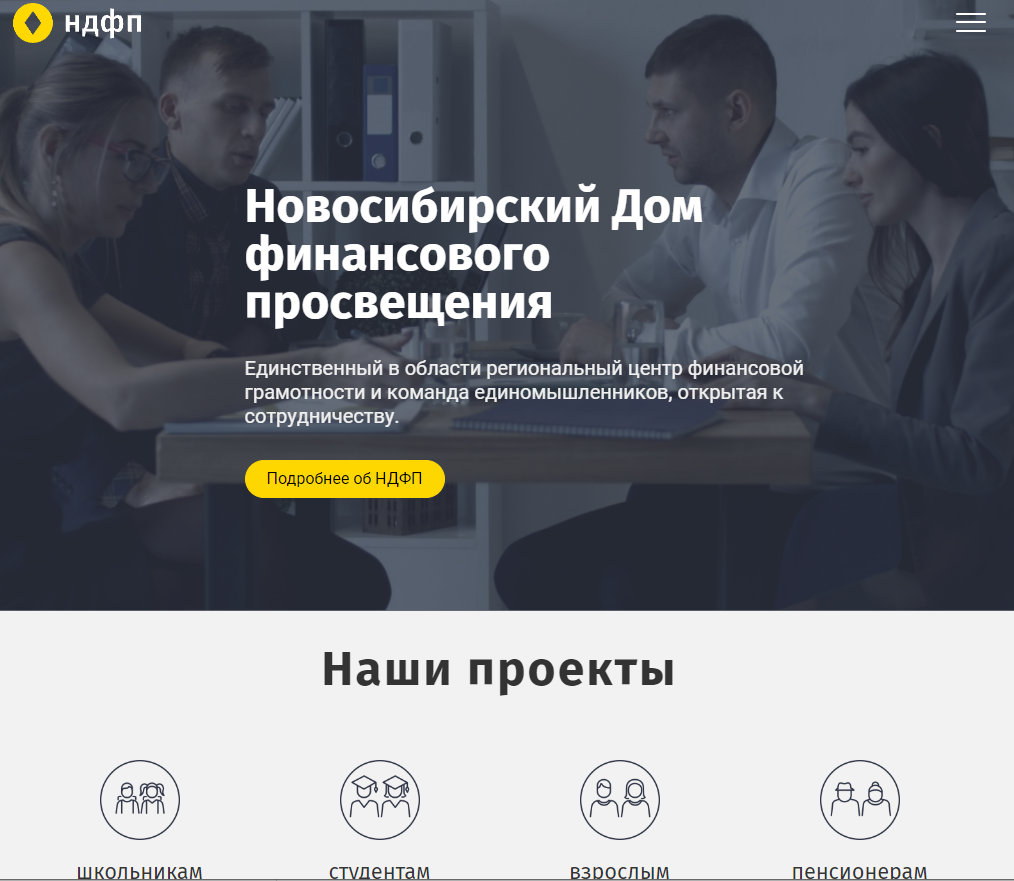 ндфп
Новосибирский Дом
финансового
просвещения
Единственный в области региональный центр финансовой
грамотности и команда единомышленников, открытая к
сотрудничеству.
Подробнее об НДФП
Наши проекты
школьникам студентам взрослым пенсионерам